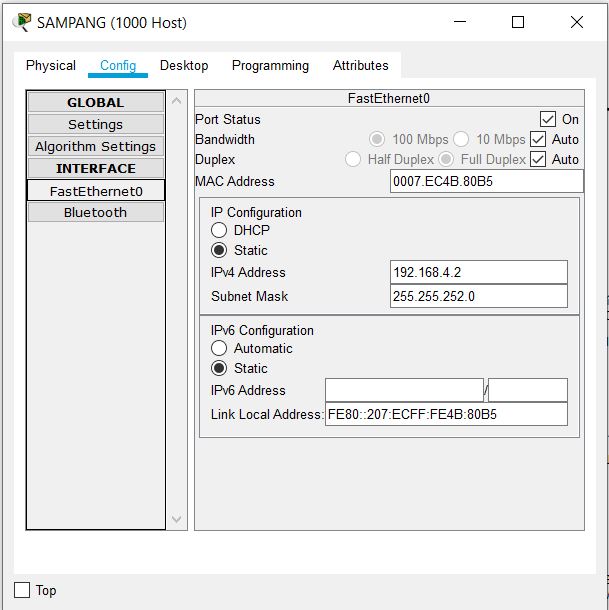 SAMPANG (1000 Host)
Physical Config Desktop Programming Attributes
GLOBAL
Settings
Algorithm Settings
INTERFACE
FastEthernet0
Bluetooth
FastEthernet0
Port Status On
Bandwidth 100 Mbps 10 Mbps Auto
Duplex Half Duplex Full Duplex Auto
MAC Address 0007.EC4B.80B5
IP Configuration
DHCP
Static
IPv4 Address 192.168.4.2
Subnet Mask 255.255.252.0
IPv6 Configuration
Automatic
Static
IPv6 Address /
Link Local Address: FE80::207:ECFF:FE4B:80B5
Top